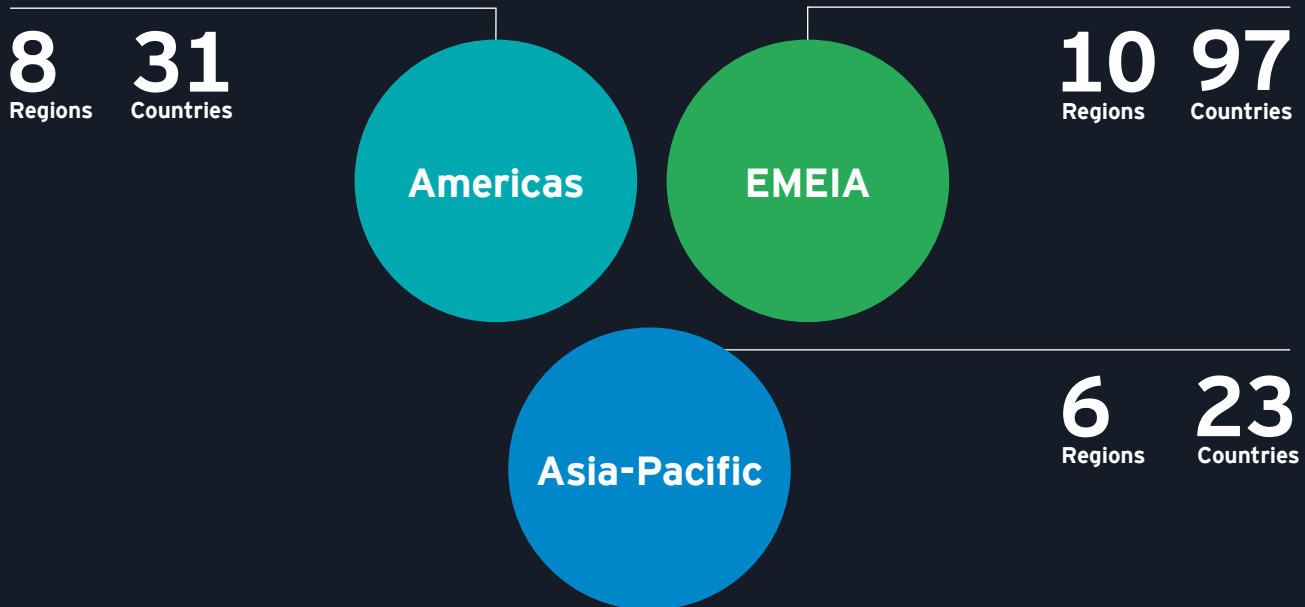 8 31
Regions Countries
10 97
Regions Countries
Americas
EMEIA
6 23
Regions Countries
Asia-Pacific